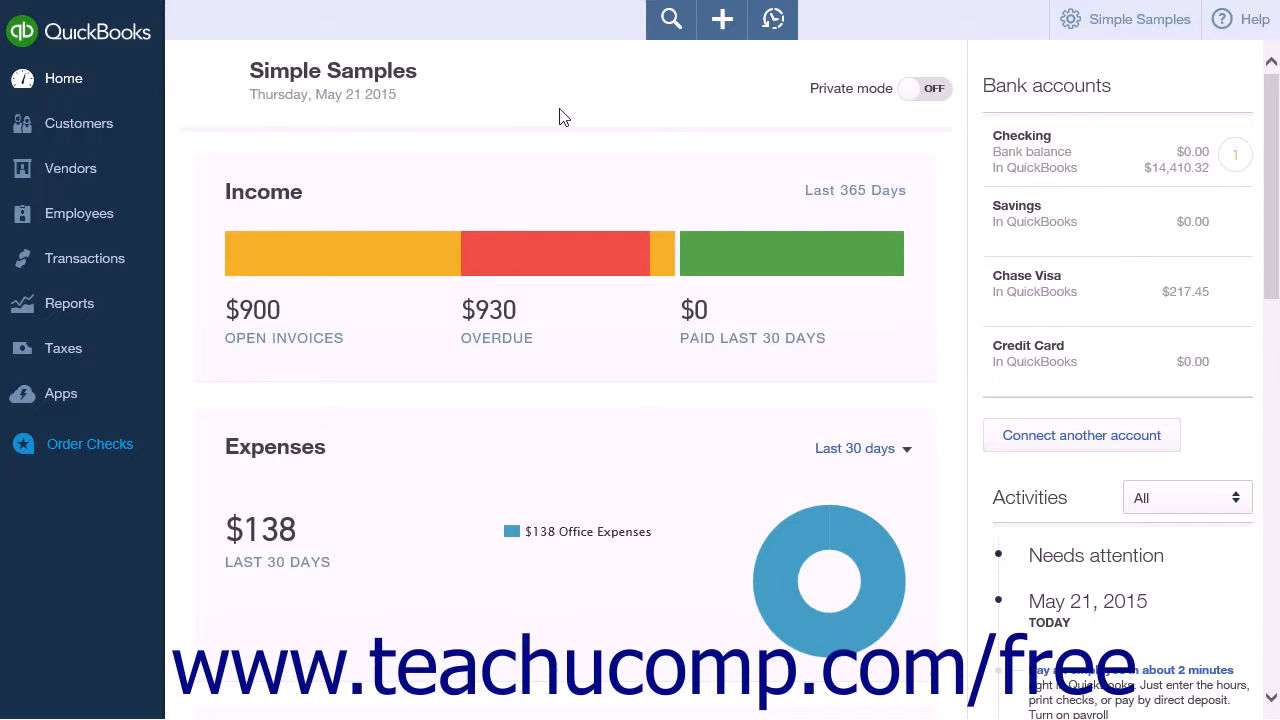 QuickBooks
Home
Customers
Vendors
Employees
Transactions
Reports
Taxes
Apps
Order Checks
Simple Samples
Help
Simple Samples
Thursday, May 21 2015
Private mode OFF
Income
Last 365 Days
$900
OPEN INVOICES
$930
OVERDUE
$0
PAID LAST 30 DAYS
Expenses
Last 30 days
$138
LAST 30 DAYS
$138 Office Expenses
Bank accounts
Checking
Bank balance $0.00
In QuickBooks $14,410.32
1
Savings
In QuickBooks $0.00
Chase Visa
In QuickBooks $217.45
Credit Card
In QuickBooks $0.00
Connect another account
Activities
All
Needs attention
May 21, 2015
TODAY
in about 2 minutes
right in QuickBooks. Just enter the hours,
print checks, or pay by direct deposit.
Turn on payroll
www.teachucomp.com/free